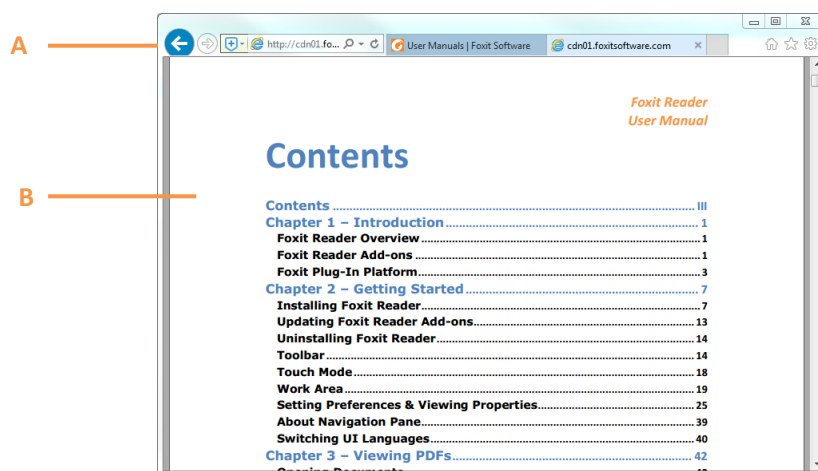 A
http://cdn01.fo...
User Manuals | Foxit Software
cdn01.foxitsoftware.com
Foxit Reader
User Manual
Contents
B
Contents ........ III
Chapter 1 – Introduction ........ 1
Foxit Reader Overview ........ 1
Foxit Reader Add-ons ........ 1
Foxit Plug-In Platform ........ 3
Chapter 2 – Getting Started ........ 7
Installing Foxit Reader ........ 7
Updating Foxit Reader Add-ons ........ 13
Uninstalling Foxit Reader ........ 14
Toolbar ........ 14
Touch Mode ........ 18
Work Area ........ 19
Setting Preferences & Viewing Properties ........ 25
About Navigation Pane ........ 39
Switching UI Languages ........ 40
Chapter 3 – Viewing PDFs ........ 42